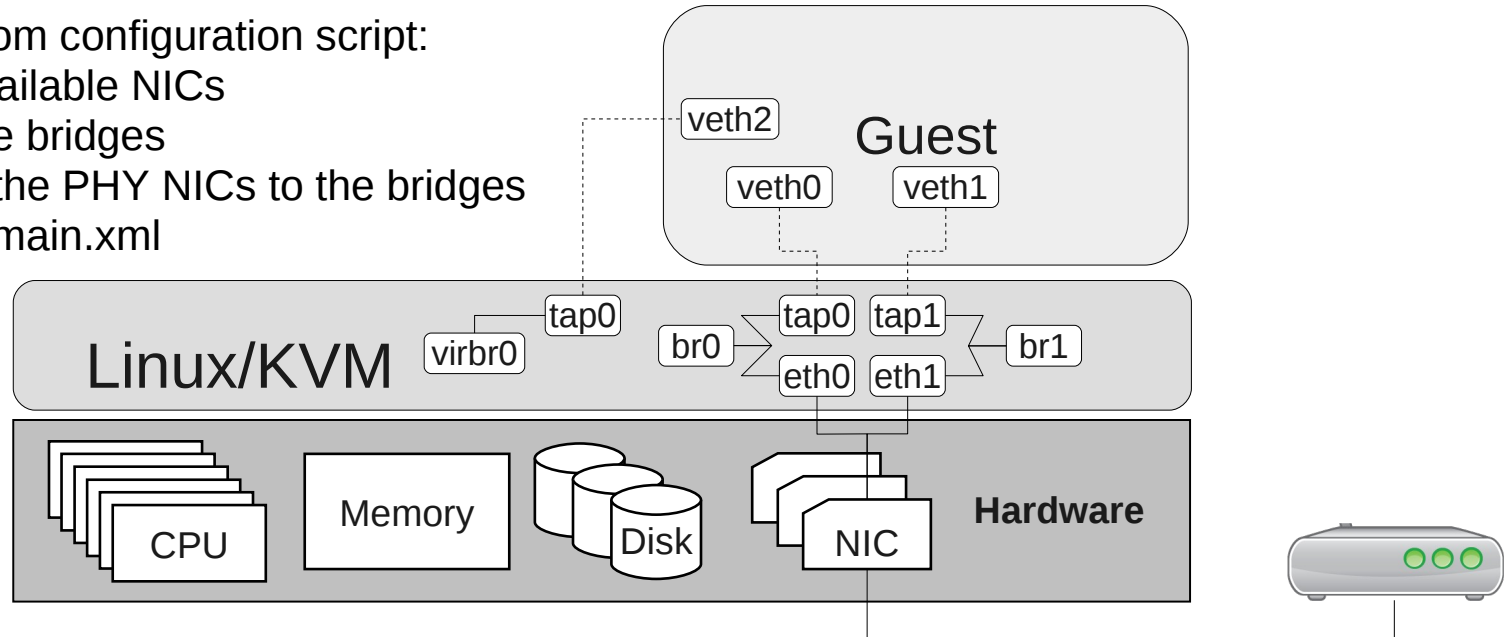 om configuration script:
ailable NICs
e bridges
the PHY NICs to the bridges
main.xml
veth2
Guest
veth0
veth1
tap0
tap0
tap1
Linux/KVM
virbr0
br0
br1
eth0
eth1
CPU
Memory
Disk
NIC
Hardware